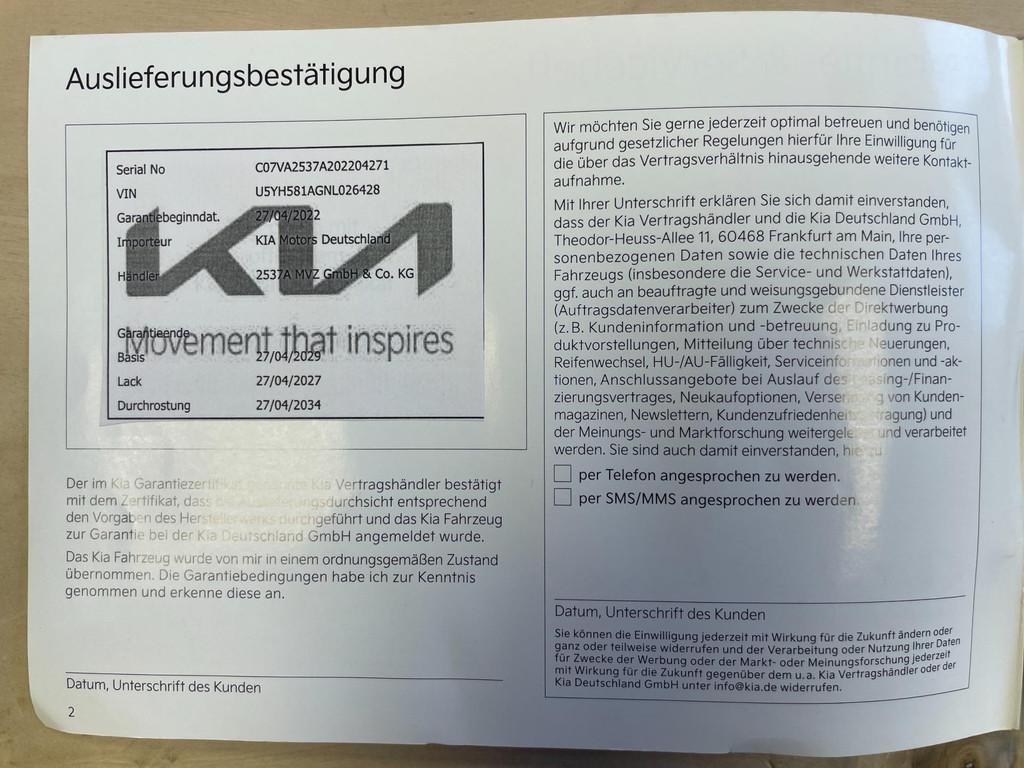 Auslieferungsbestätigung
Serial No C07VA2537A202204271
VIN U5YH581AGNL026428
Garantiebeginndat. 27/04/2022
Importeur KIA Motors Deutschland
Händler 2537A MVZ GmbH & Co. KG
KIA
Movement that inspires
Garantieende
Basis 27/04/2029
Lack 27/04/2027
Durchrostung 27/04/2034
Der im Kia Garantiezertifikat genannte Kia Vertragshändler bestätigt
mit dem Zertifikat, dass die Auslieferungsdurchsicht entsprechend
den Vorgaben des Herstellerwerks durchgeführt und das Kia Fahrzeug
zur Garantie bei der Kia Deutschland GmbH angemeldet wurde.
Das Kia Fahrzeug wurde von mir in einem ordnungsgemäßen Zustand
übernommen. Die Garantiebedingungen habe ich zur Kenntnis
genommen und erkenne diese an.
Datum, Unterschrift des Kunden
2
Wir möchten Sie gerne jederzeit optimal betreuen und benötigen
aufgrund gesetzlicher Regelungen hierfür Ihre Einwilligung für
die über das Vertragsverhältnis hinausgehende weitere Kontakt-
aufnahme.
Mit Ihrer Unterschrift erklären Sie sich damit einverstanden,
dass der Kia Vertragshändler und die Kia Deutschland GmbH,
Theodor-Heuss-Allee 11, 60468 Frankfurt am Main, Ihre per-
sonenbezogenen Daten sowie die technischen Daten Ihres
Fahrzeugs (insbesondere die Service- und Werkstattdaten),
ggf. auch an beauftragte und weisungsgebundene Dienstleister
(Auftragsdatenverarbeiter) zum Zwecke der Direktwerbung
(z. B. Kundeninformation und -betreuung, Einladung zu Pro-
duktvorstellungen, Mitteilung über technische Neuerungen,
Reifenwechsel, HU-/AU-Fälligkeit, Serviceinformationen und -ak-
tionen, Anschlussangebote bei Auslauf des Leasing-/Finan-
zierungsvertrages, Neukaufoptionen, Versendung von Kunden-
magazinen, Newslettern, Kundenzufriedenheitsbefragung) und
der Meinungs- und Marktforschung weitergeleitet und verarbeitet
werden. Sie sind auch damit einverstanden, hierzu
per Telefon angesprochen zu werden.
per SMS/MMS angesprochen zu werden.
Datum, Unterschrift des Kunden
Sie können die Einwilligung jederzeit mit Wirkung für die Zukunft ändern oder
ganz oder teilweise widerrufen und der Verarbeitung oder Nutzung Ihrer Daten
für Zwecke der Werbung oder der Markt- oder Meinungsforschung jederzeit
mit Wirkung für die Zukunft gegenüber dem u. a. Kia Vertragshändler oder der
Kia Deutschland GmbH unter info@kia.de widerrufen.